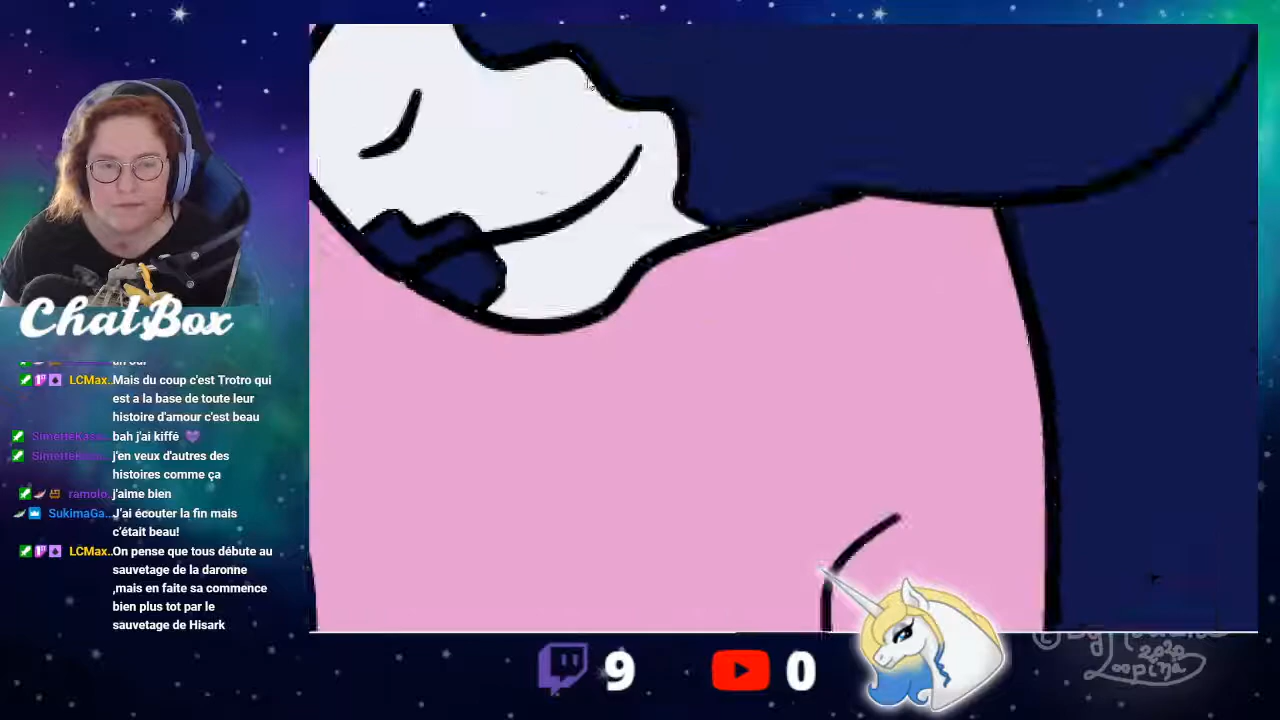 ChatBox
LCMax.. Mais du coup c'est Trotro qui
est a la base de toute leur
histoire d'amour c'est beau
bah j'ai kiffé 💜
j'en veux d'autres des
histoires comme ça
ramolo. j'aime bien
SukimaGa... J'ai écouter la fin mais
c'était beau!
LCMax.. On pense que tous débute au
sauvetage de la daronne
,mais en faite sa commence
bien plus tot par le
sauvetage de Hisark
9
0
2020
Loopina